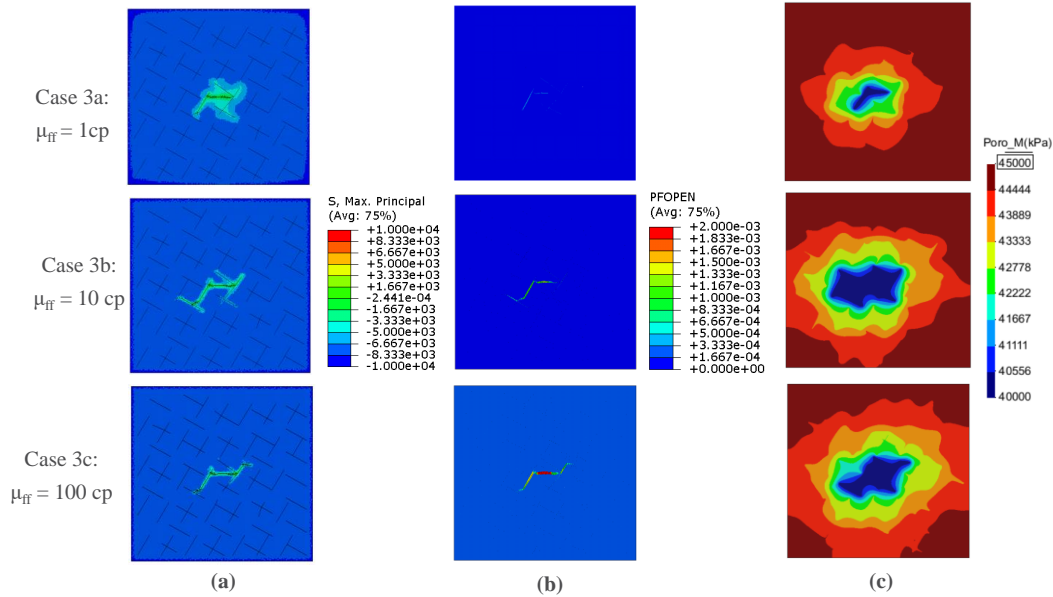 Case 3a:
μff = 1cp
Case 3b:
μff = 10 cp
Case 3c:
μff = 100 cp
S, Max. Principal
(Avg: 75%)
+1.000e+04
+8.333e+03
+6.667e+03
+5.000e+03
+3.333e+03
+1.667e+03
-2.441e-04
-1.667e+03
-3.333e+03
-5.000e+03
-6.667e+03
-8.333e+03
-1.000e+04
(a)
PFOPEN
(Avg: 75%)
+2.000e-03
+1.833e-03
+1.667e-03
+1.500e-03
+1.333e-03
+1.167e-03
+1.000e-03
+8.333e-04
+6.667e-04
+5.000e-04
+3.333e-04
+1.667e-04
+0.000e+00
(b)
Poro_M(kPa)
45000
44444
43889
43333
42778
42222
41667
41111
40556
40000
(c)